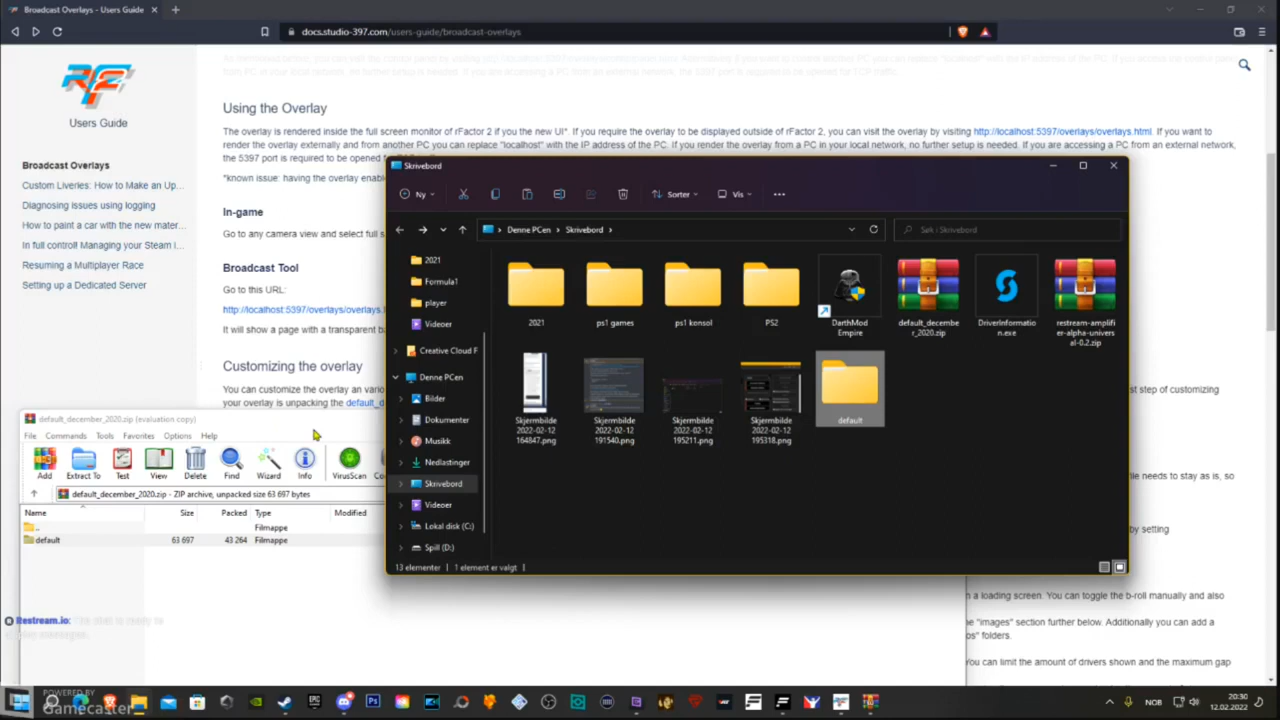 Broadcast Overlays - Users Guide
docs.studio-397.com/users-guide/broadcast-overlays
Users Guide
Broadcast Overlays
Custom Liveries: How to Make an Up...
Diagnosing issues using logging
How to paint a car with the new mater...
In full control! Managing your Steam i...
Resuming a Multiplayer Race
Setting up a Dedicated Server
Using the Overlay
The overlay is rendered inside the full screen monitor of rFactor 2 if you the new UI*. If you require the overlay to be displayed outside of rFactor 2, you can visit the overlay by visiting http://localhost:5397/overlays/overlays.html. If you want to
render the overlay externally and from another PC you can replace "localhost" with the IP address of the PC. If you render the overlay from a PC in your local network, no further setup is needed. If you are accessing a PC from an external network,
the 5397 port is required to be opened
*known issue: having the overlay enable
In-game
Go to any camera view and select full s
Broadcast Tool
Go to this URL:
http://localhost:5397/overlays/overlays.
It will show a page with a transparent ba
Customizing the overlay
You can customize the overlay an vario
your overlay is unpacking the default_d
st step of customizing
ile needs to stay as is, so
by setting
n a loading screen. You can toggle the b-roll manually and also
he "images" section further below. Additionally you can add a
os" folders.
You can limit the amount of drivers shown and the maximum gap
Skrivebord
Ny
Sorter
Vis
Denne PCen
Skrivebord
Søk i Skrivebord
2021
Formula1
player
Videoer
Creative Cloud F
Denne PCen
Bilder
Dokumenter
Musikk
Nedlastinger
Skrivebord
Videoer
Lokal disk (C:)
Spill (D:)
2021
ps1 games
ps1 konsol
PS2
DarthMod Empire
default_decembe
r_2020.zip
DriverInformatio
n.exe
restream-amplifi
er-alpha-univers
al-0.2.zip
Skjermbilde
2022-02-12
164847.png
Skjermbilde
2022-02-12
191540.png
Skjermbilde
2022-02-12
195211.png
Skjermbilde
2022-02-12
195318.png
default
13 elementer
1 element er valgt
default_december_2020.zip (evaluation copy)
File Commands Tools Favorites Options Help
Add Extract To Test View Delete Find Wizard Info VirusScan
default_december_2020.zip - ZIP archive, unpacked size 63 697 bytes
Name Size Packed Type Modified
.. Filmappe
default 63 697 43 264 Filmappe
Restream.io: The chat is ready to
display messages.
POWERED BY
Gamecaster
NOB
20:30
12.02.2022